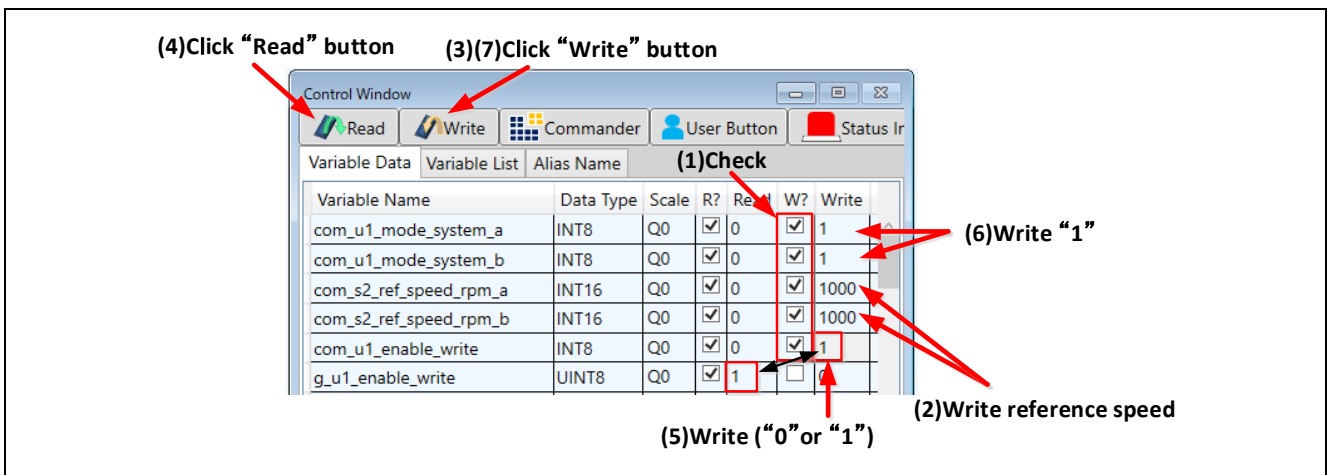 (4)Click “Read” button
(3)(7)Click “Write” button
Control Window
Read Write Commander User Button Status Ir
Variable Data Variable List Alias Name
(1)Check
Variable Name Data Type Scale R? Read W? Write
com_u1_mode_system_a INT8 Q0 0 1
com_u1_mode_system_b INT8 Q0 0 1
(6)Write “1”
com_s2_ref_speed_rpm_a INT16 Q0 0 1000
com_s2_ref_speed_rpm_b INT16 Q0 0 1000
com_u1_enable_write INT8 Q0 0 1
g_u1_enable_write UINT8 Q0 1
(2)Write reference speed
(5)Write (“0”or “1”)